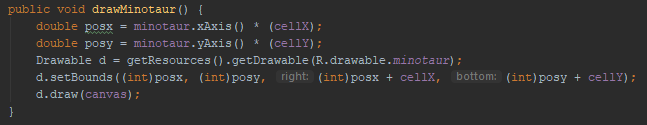 public void drawMinotaur() {
    double posx = minotaur.xAxis() * (cellX);
    double posy = minotaur.yAxis() * (cellY);
    Drawable d = getResources().getDrawable(R.drawable.minotaur);
    d.setBounds((int)posx, (int)posy, right: (int)posx + cellX, bottom: (int)posy + cellY);
    d.draw(canvas);
}